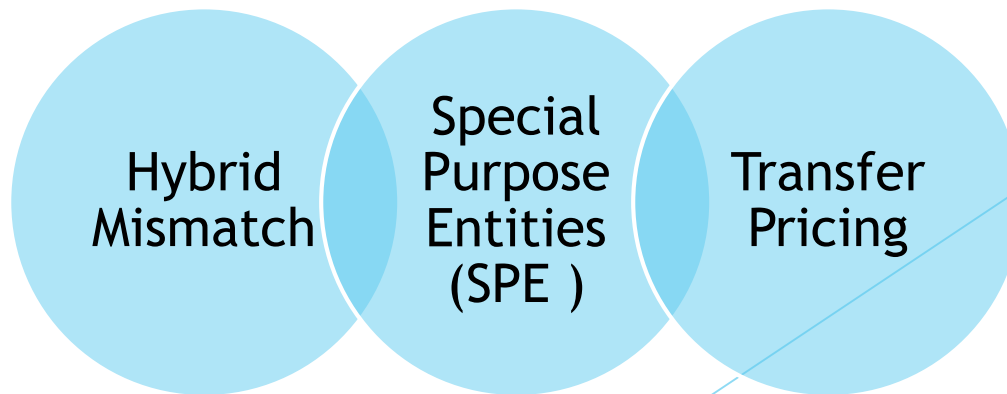 Hybrid
Mismatch
Special
Purpose
Entities
(SPE )
Transfer
Pricing